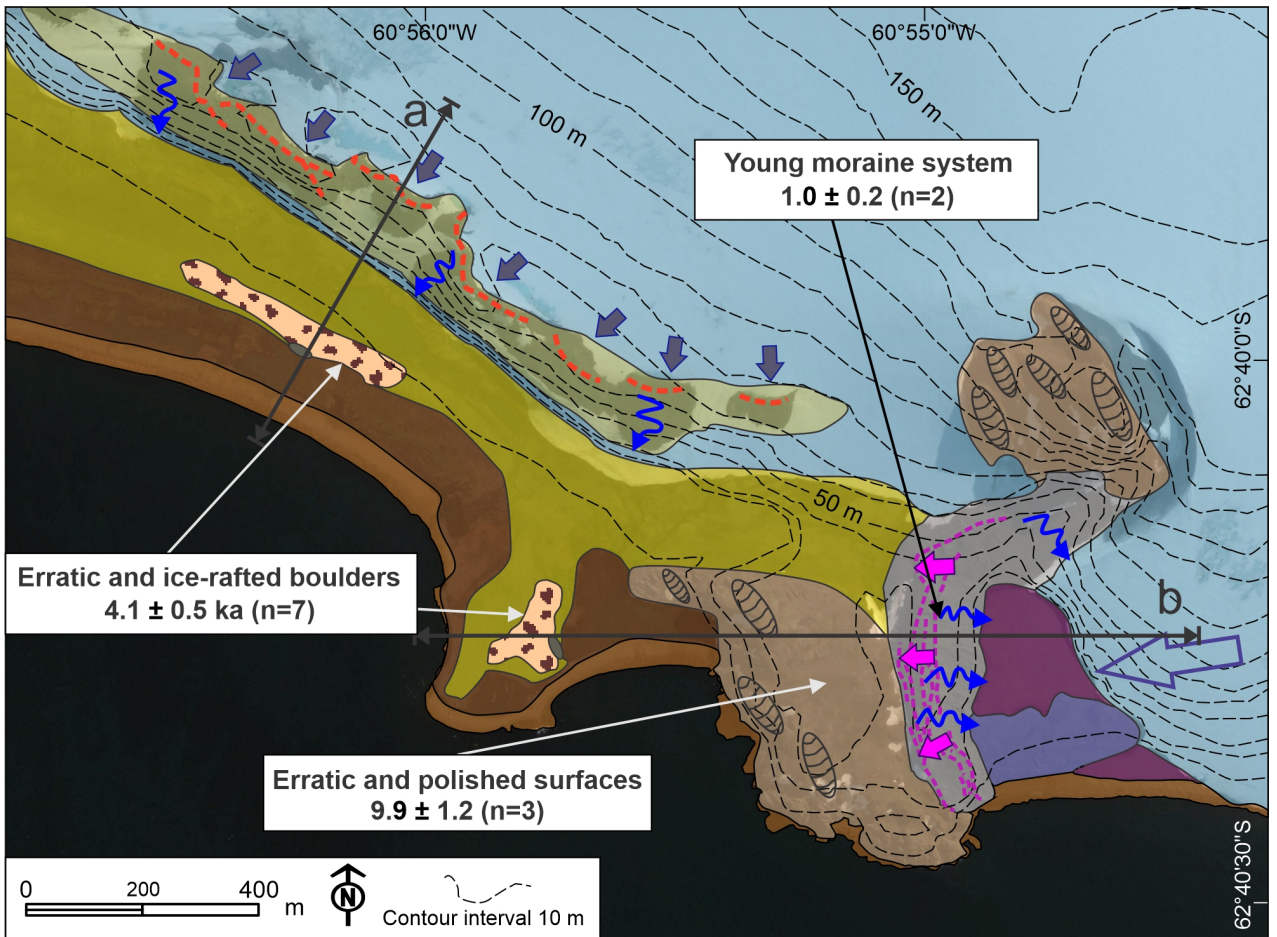 60°56'0"W
60°55'0"W
a
100 m
150 m
Young moraine system
1.0 ± 0.2 (n=2)
62°40'0"S
50 m
Erratic and ice-rafted boulders
4.1 ± 0.5 ka (n=7)
b
Erratic and polished surfaces
9.9 ± 1.2 (n=3)
62°40'30"S
0 200 400 m
N
Contour interval 10 m